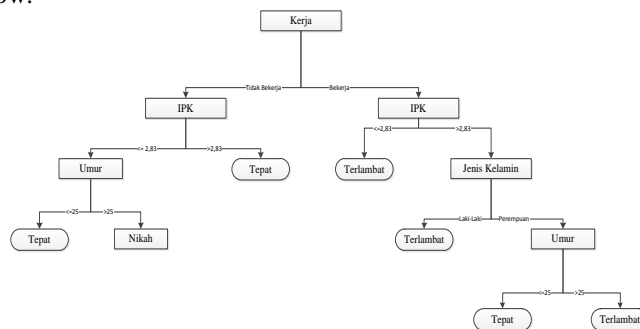 ow.
Kerja
Tidak Bekerja
Bekerja
IPK
IPK
<= 2,83
>2,83
<=2,83
>2,83
Umur
Tepat
Terlambat
Jenis Kelamin
<=25
>25
Laki-Laki
Perempuan
Tepat
Nikah
Terlambat
Umur
<=25
>25
Tepat
Terlambat